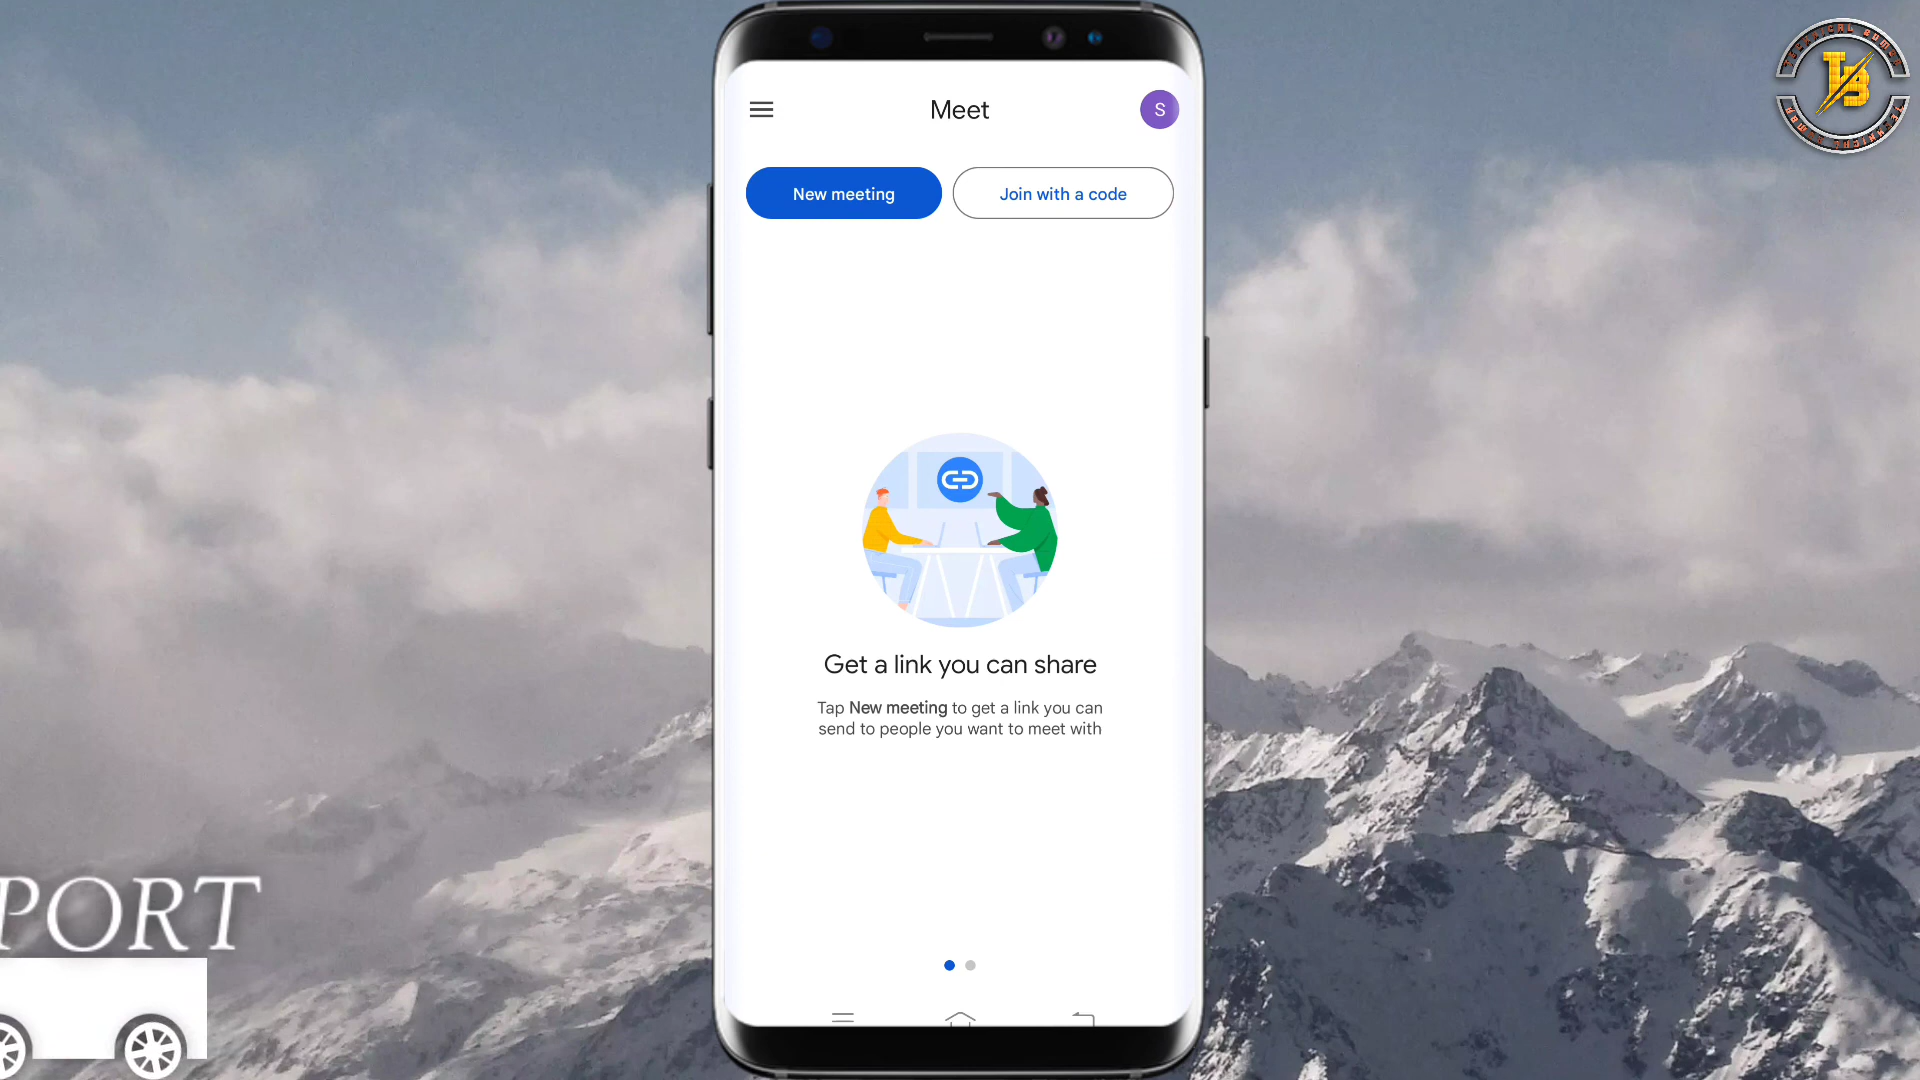 Meet
S
New meeting
Join with a code
Get a link you can share
Tap New meeting to get a link you can
send to people you want to meet with
PORT